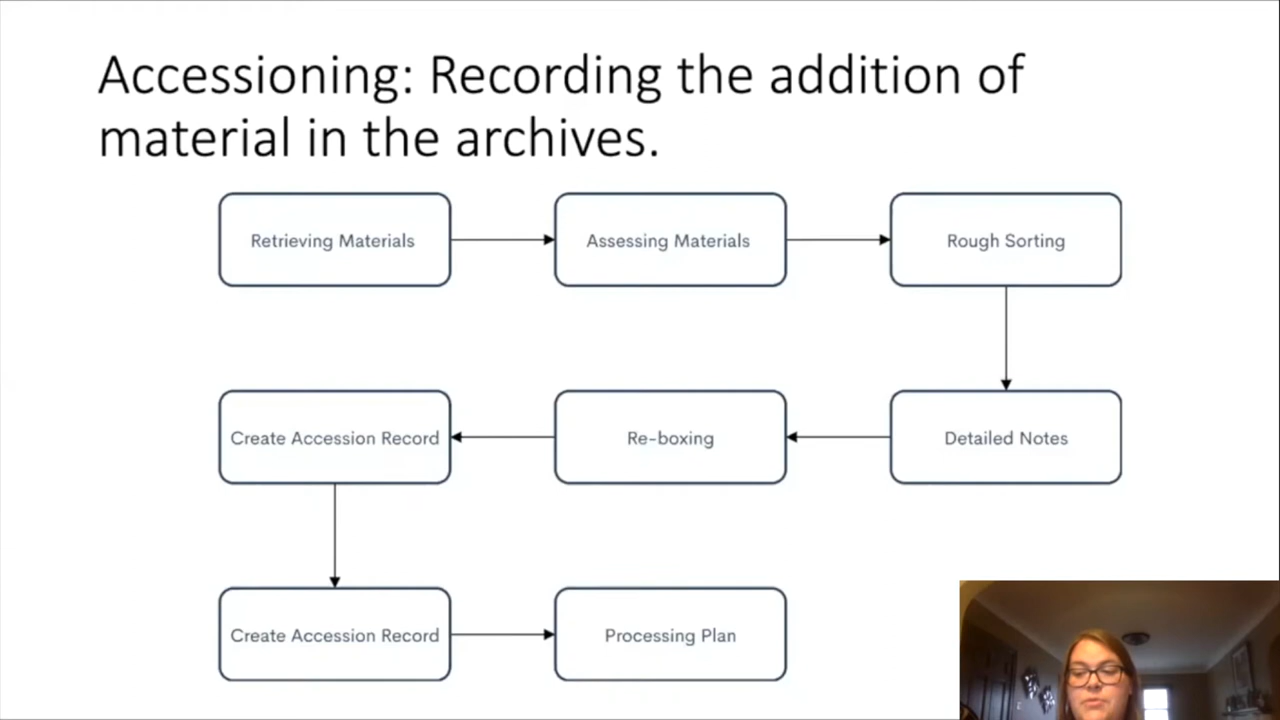 Accessioning: Recording the addition of
material in the archives.
Retrieving Materials
Assessing Materials
Rough Sorting
Detailed Notes
Re-boxing
Create Accession Record
Create Accession Record
Processing Plan